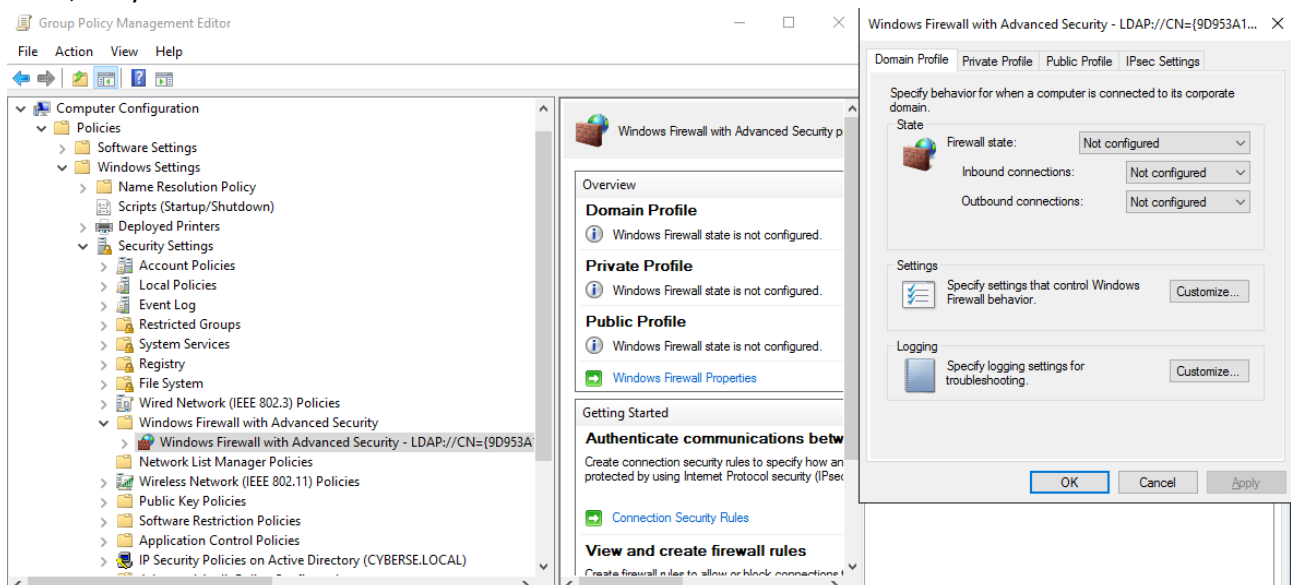 Group Policy Management Editor
File Action View Help
Computer Configuration
Policies
Software Settings
Windows Settings
Name Resolution Policy
Scripts (Startup/Shutdown)
Deployed Printers
Security Settings
Account Policies
Local Policies
Event Log
Restricted Groups
System Services
Registry
File System
Wired Network (IEEE 802.3) Policies
Windows Firewall with Advanced Security
Windows Firewall with Advanced Security - LDAP://CN={9D953A
Network List Manager Policies
Wireless Network (IEEE 802.11) Policies
Public Key Policies
Software Restriction Policies
Application Control Policies
IP Security Policies on Active Directory (CYBERSE.LOCAL)
Windows Firewall with Advanced Security p
Overview
Domain Profile
Windows Firewall state is not configured.
Private Profile
Windows Firewall state is not configured.
Public Profile
Windows Firewall state is not configured.
Windows Firewall Properties
Getting Started
Authenticate communications betw
Create connection security rules to specify how an
protected by using Internet Protocol security (IPsec
Connection Security Rules
View and create firewall rules
Create firewall rules to allow or block connections t
Windows Firewall with Advanced Security - LDAP://CN={9D953A1...
Domain Profile Private Profile Public Profile IPsec Settings
Specify behavior for when a computer is connected to its corporate
domain.
State
Firewall state: Not configured
Inbound connections: Not configured
Outbound connections: Not configured
Settings
Specify settings that control Windows
Firewall behavior.
Customize...
Logging
Specify logging settings for
troubleshooting.
Customize...
OK Cancel Apply